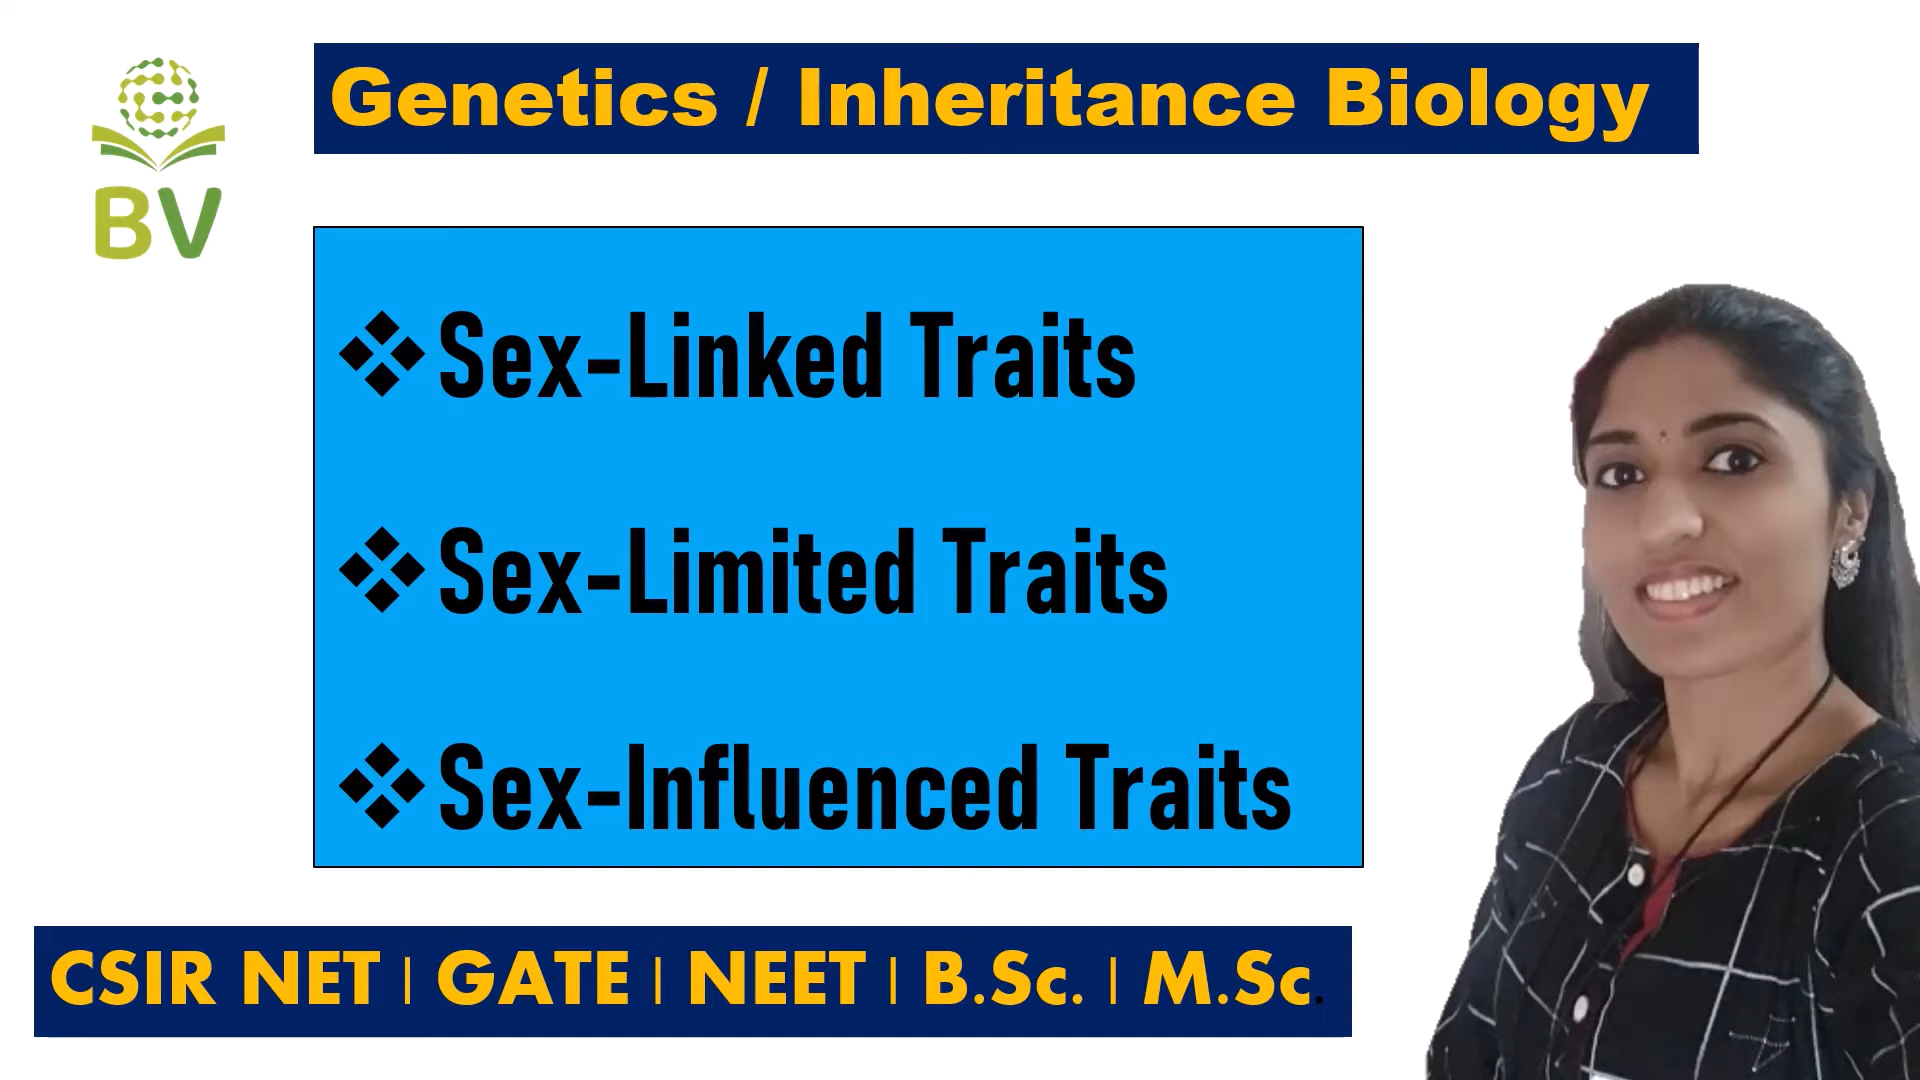 Genetics / Inheritance Biology
BV
❖Sex-Linked Traits
❖Sex-Limited Traits
❖Sex-Influenced Traits
CSIR NET | GATE | NEET | B.Sc. | M.Sc.